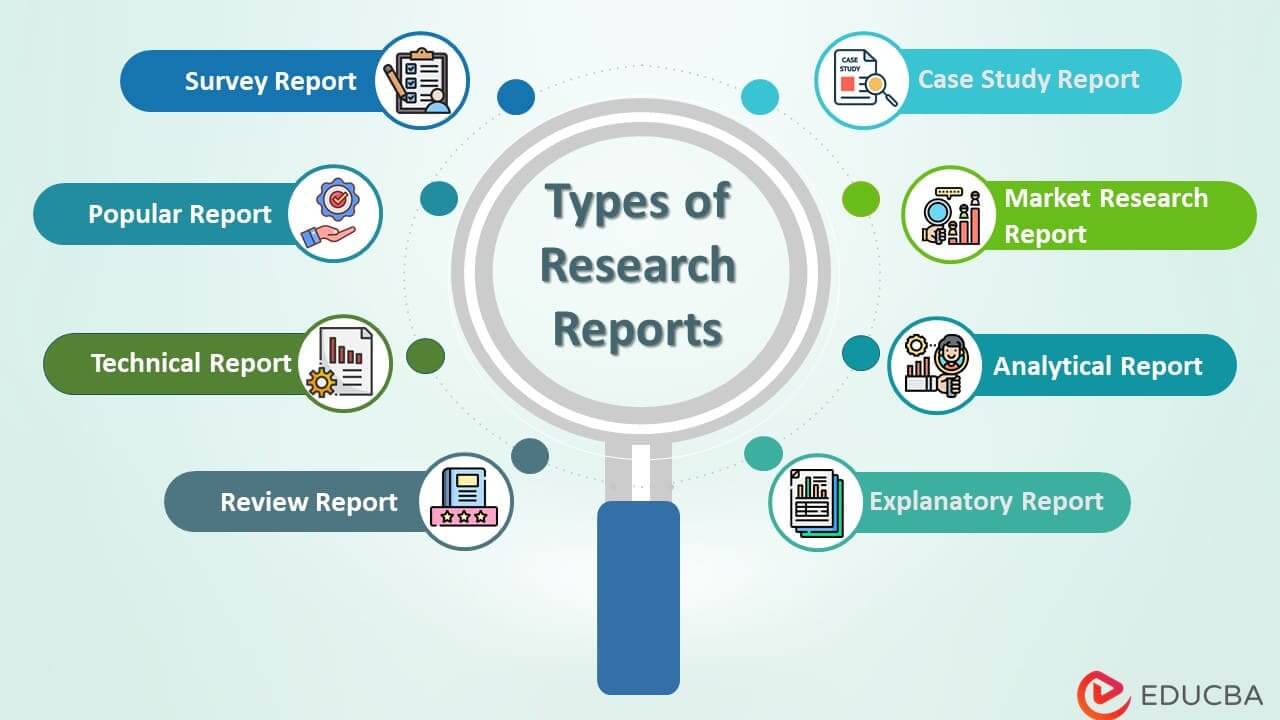 Types of
Research
Reports
Survey Report
Popular Report
Technical Report
Review Report
CASE
STUDY
Case Study Report
Market Research
Report
Analytical Report
Explanatory Report
EDUCBA